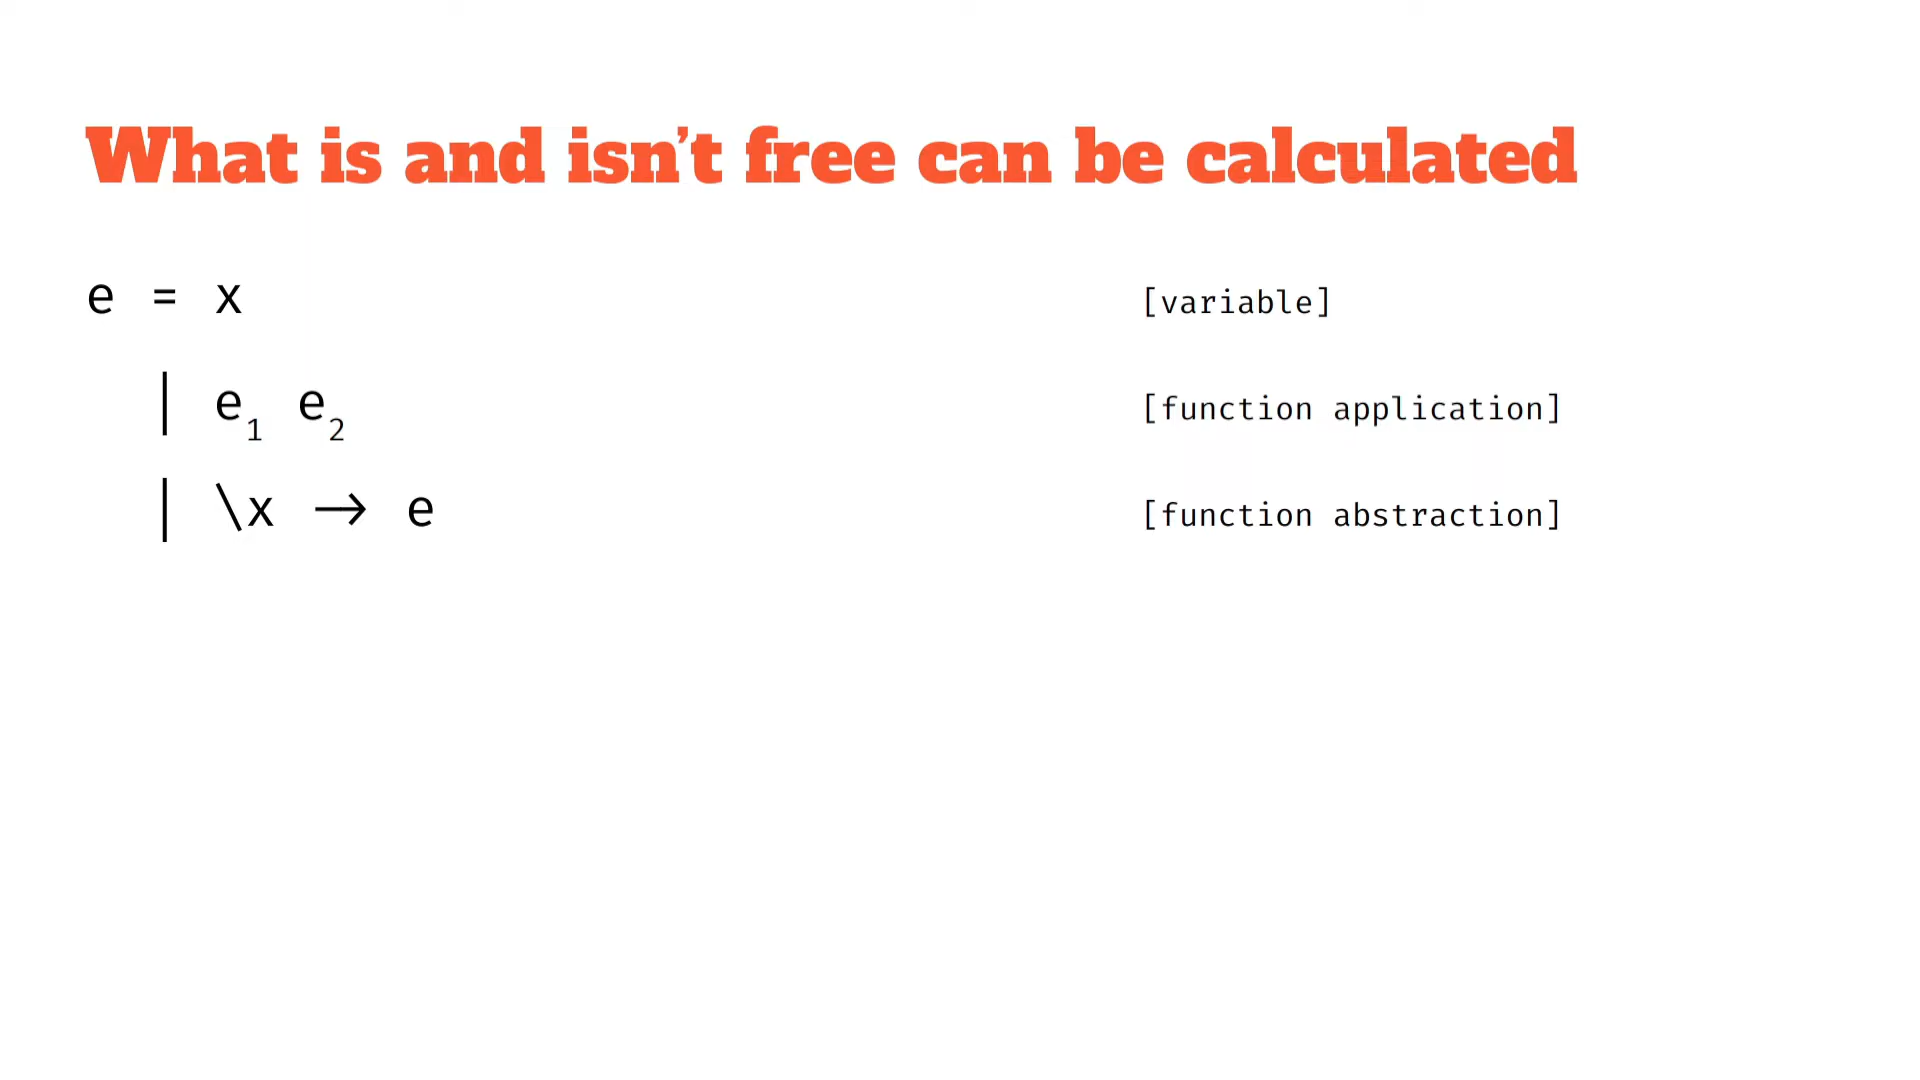 What is and isn't free can be calculated
e = x [variable]
| e₁ e₂ [function application]
| \x → e [function abstraction]